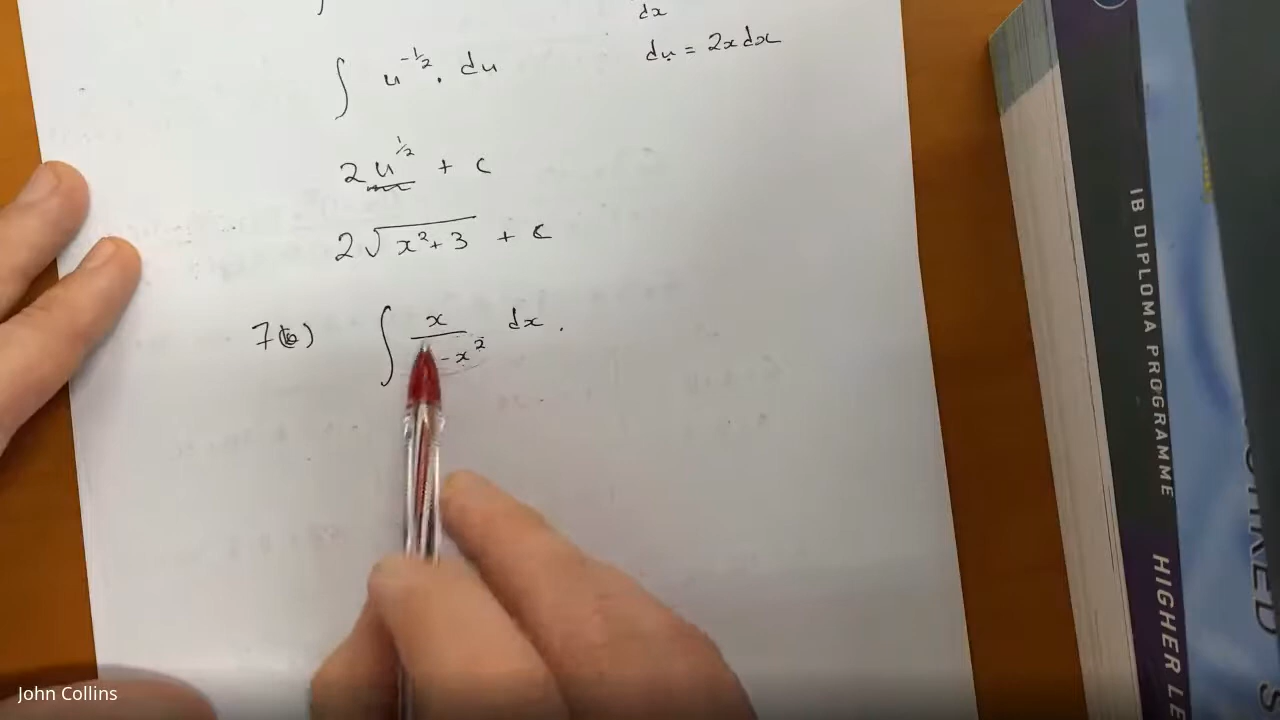 dx
∫ u^{-1/2} . du du = 2x dx
2 u^{1/2} + c
2√(x²+3) + c
7(b) ∫ x / -x² dx .
IB DIPLOMA PROGRAMME
HIGHER LE
John Collins